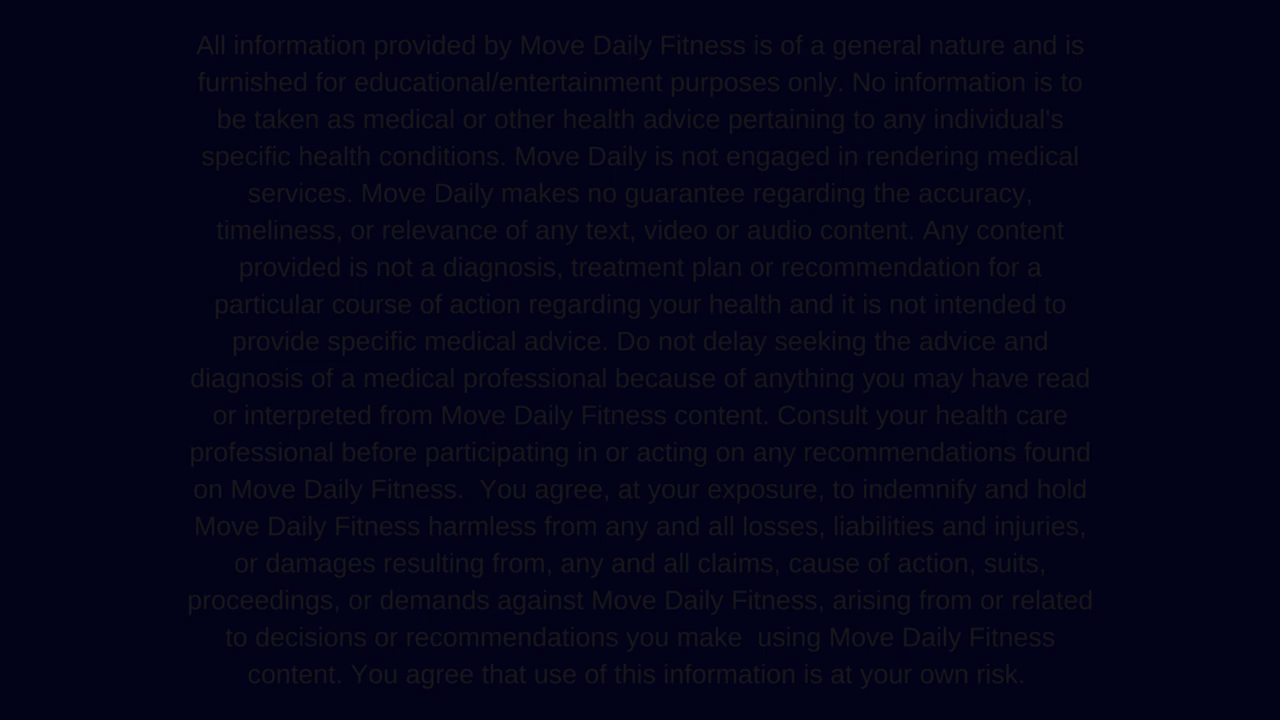 All information provided by Move Daily Fitness is of a general nature and is
furnished for educational/entertainment purposes only. No information is to
be taken as medical or other health advice pertaining to any individual's
specific health conditions. Move Daily is not engaged in rendering medical
services. Move Daily makes no guarantee regarding the accuracy,
timeliness, or relevance of any text, video or audio content. Any content
provided is not a diagnosis, treatment plan or recommendation for a
particular course of action regarding your health and it is not intended to
provide specific medical advice. Do not delay seeking the advice and
diagnosis of a medical professional because of anything you may have read
or interpreted from Move Daily Fitness content. Consult your health care
professional before participating in or acting on any recommendations found
on Move Daily Fitness.  You agree, at your exposure, to indemnify and hold
Move Daily Fitness harmless from any and all losses, liabilities and injuries,
or damages resulting from, any and all claims, cause of action, suits,
proceedings, or demands against Move Daily Fitness, arising from or related
to decisions or recommendations you make  using Move Daily Fitness
content. You agree that use of this information is at your own risk.